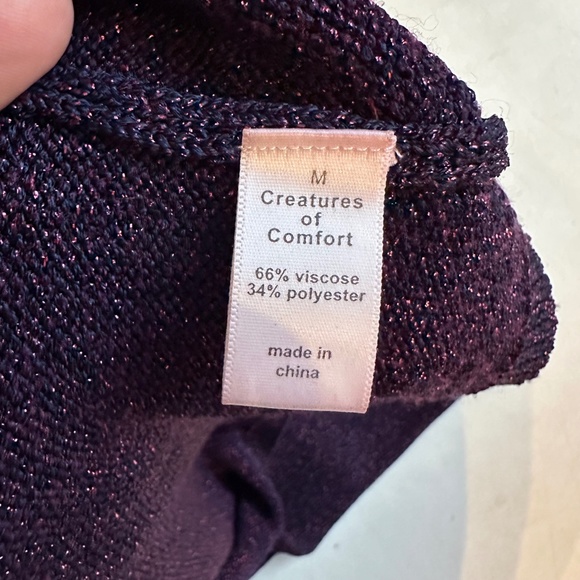 M
Creatures
of
Comfort
66% viscose
34% polyester
made in
china